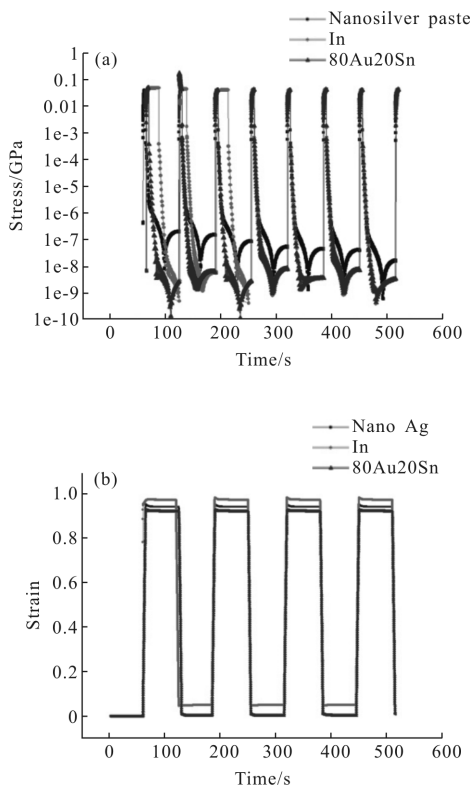 Nanosilver paste
In
80Au20Sn
(a)
1
0.1
0.01
1e-3
1e-4
1e-5
1e-6
1e-7
1e-8
1e-9
1e-10
Stress/GPa
0 100 200 300 400 500 600
Time/s
Nano Ag
In
80Au20Sn
(b)
1.0
0.8
0.6
0.4
0.2
0
Strain
0 100 200 300 400 500 600
Time/s